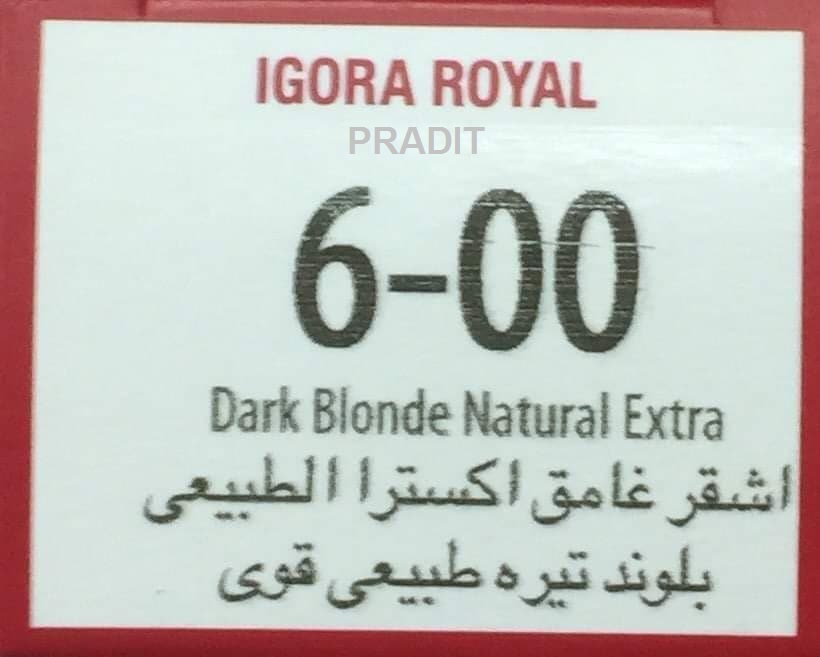 IGORA ROYAL
PRADIT
6-00
Dark Blonde Natural Extra
اشقر غامق اكسترا الطبيعى
بلوند تيره طبيعى قوى